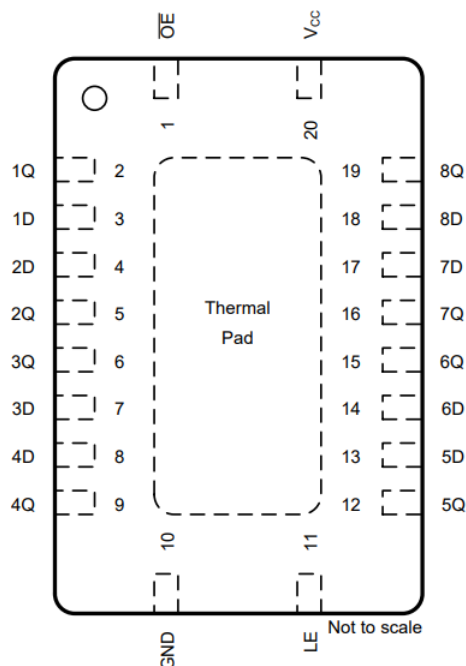 OE VCC
1 20
1Q 2 19 8Q
1D 3 18 8D
2D 4 17 7D
2Q 5 16 7Q
Thermal
Pad
3Q 6 15 6Q
3D 7 14 6D
4D 8 13 5D
4Q 9 12 5Q
10 11
GND LE
Not to scale